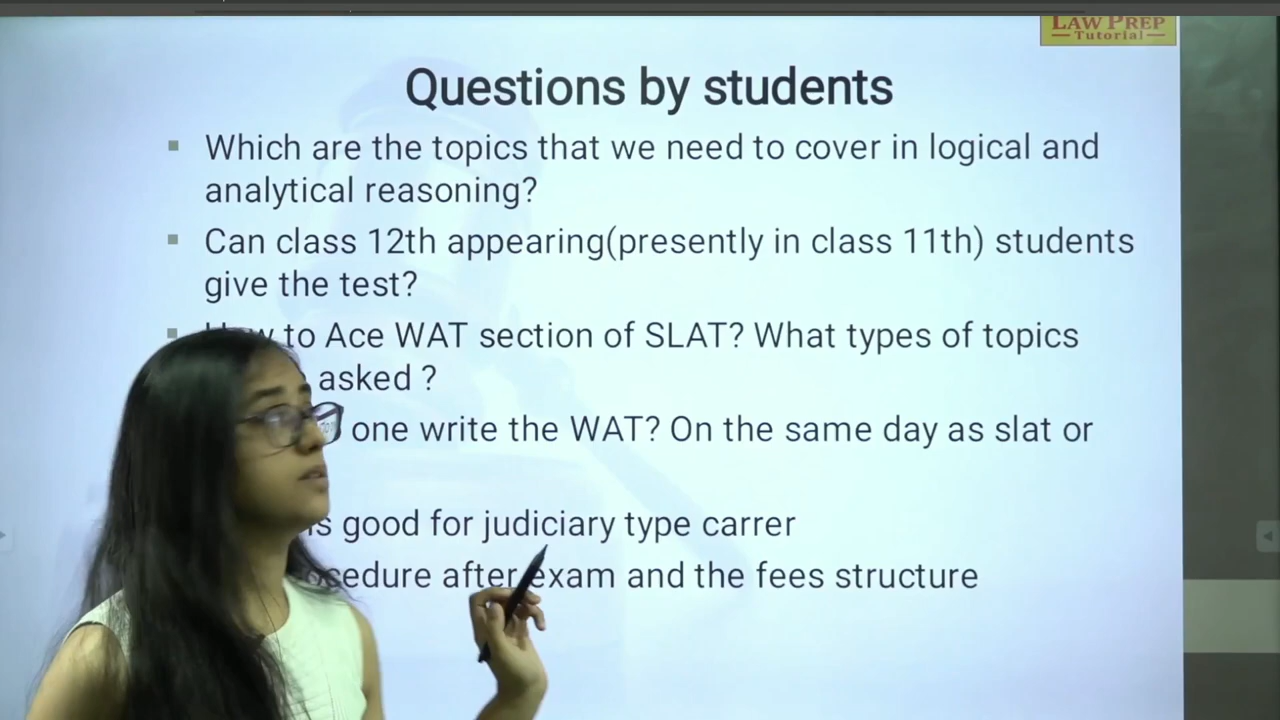 LAW PREP
Tutorial
Questions by students
Which are the topics that we need to cover in logical and
analytical reasoning?
Can class 12th appearing(presently in class 11th) students
give the test?
to Ace WAT section of SLAT? What types of topics
asked ?
one write the WAT? On the same day as slat or
good for judiciary type carrer
after exam and the fees structure